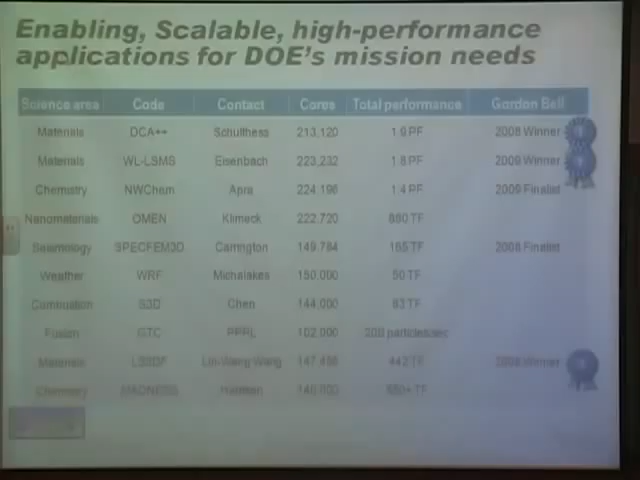 Enabling, Scalable, high-performance
applications for DOE's mission needs
Science area Code Contact Cores Total performance Gordon Bell
Materials DCA++ Schulthess 213,120 1.9 PF 2008 Winner
Materials WL-LSMS Eisenbach 223,232 1.8 PF 2009 Winner
Chemistry NWChem Apra 224,196 1.4 PF 2009 Finalist
Nanomaterials OMEN Klimeck 222,720 860 TF
Seismology SPECFEM3D Carrington 149,784 165 TF 2008 Finalist
Weather WRF Michalakes 150,000 50 TF
Combustion S3D Chen 144,000 83 TF
Fusion GTC PPPL 102,000 20B particles/sec
Materials LS3DF Lin-Wang Wang 147,456 442 TF 2008 Winner
Chemistry MADNESS Harrison 140,000 550+ TF